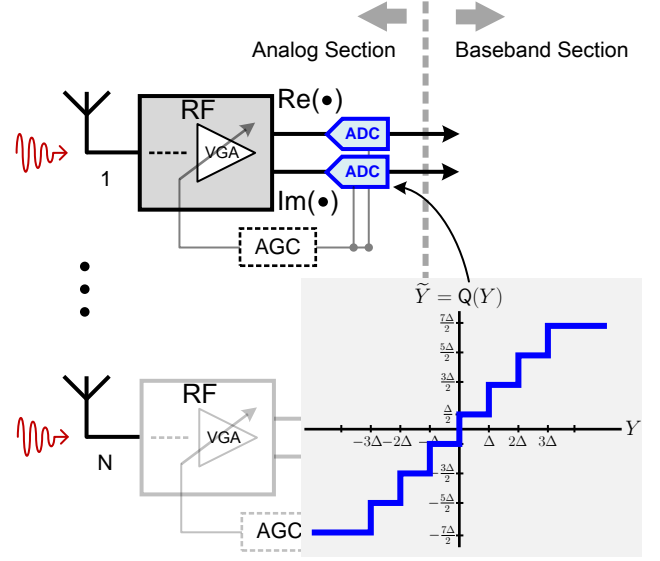 Analog Section
Baseband Section
RF
Re(•)
VGA
ADC
ADC
1
Im(•)
AGC
Ỹ = Q(Y)
7Δ/2
5Δ/2
3Δ/2
Δ/2
−3Δ −2Δ −Δ Δ 2Δ 3Δ Y
−3Δ/2
−5Δ/2
−7Δ/2
RF
VGA
N
AGC